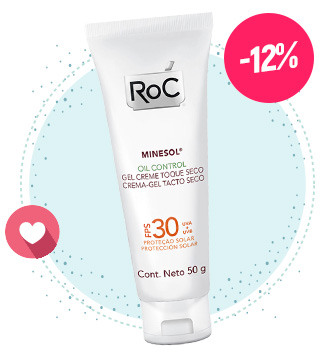 -12%
RoC
MINESOL®
OIL CONTROL
GEL CREME TOQUE SECO
CREMA-GEL TACTO SECO
FPS 30 UVA + UVB
PROTEÇÃO SOLAR
PROTECCIÓN SOLAR
Cont. Neto 50 g